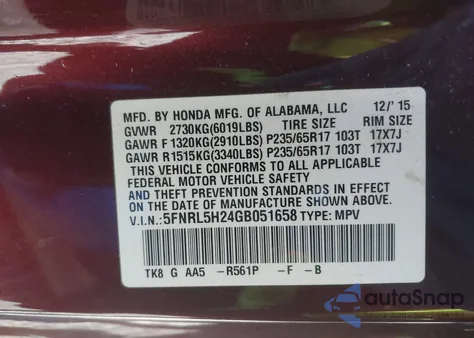 MFD. BY HONDA MFG. OF ALABAMA, LLC 12/'15
GVWR 2730KG(6019LBS) TIRE SIZE RIM SIZE
GAWR F 1320KG(2910LBS) P235/65R17 103T 17X7J
GAWR R1515KG(3340LBS) P235/65R17 103T 17X7J
THIS VEHICLE CONFORMS TO ALL APPLICABLE
FEDERAL MOTOR VEHICLE SAFETY
AND THEFT PREVENTION STANDARDS IN EFFECT
ON THE DATE OF MANUFACTURE SHOWN ABOVE.
V.I.N.:5FNRL5H24GB051658 TYPE: MPV
TK8 G AA5 -R561P -F -B
autoSnap